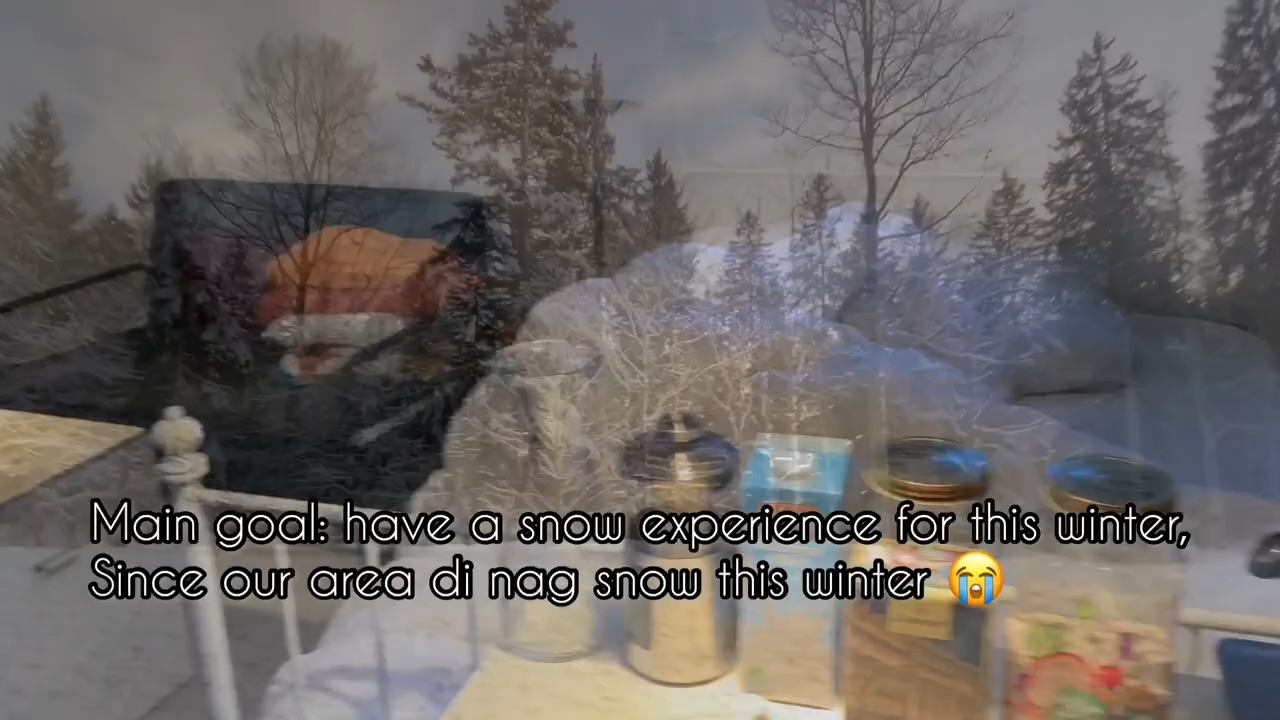 Main goal: have a snow experience for this winter,
Since our area di nag snow this winter 😭